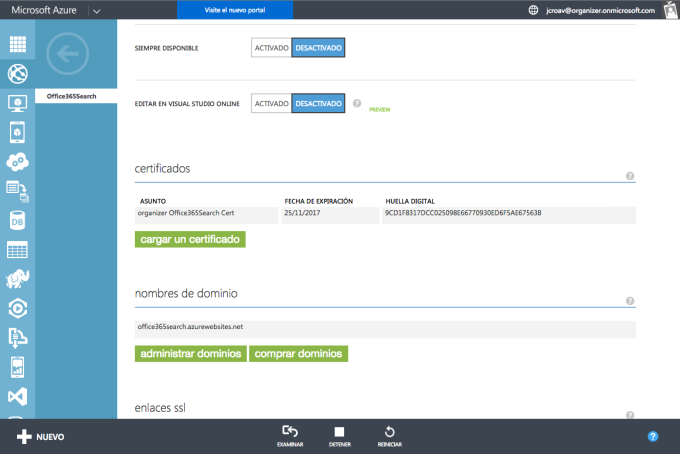 Microsoft Azure
Visite el nuevo portal
jcroav@organizer.onmicrosoft.com
Office365Search
SIEMPRE DISPONIBLE
ACTIVADO DESACTIVADO
EDITAR EN VISUAL STUDIO ONLINE
ACTIVADO DESACTIVADO
?
PREVIEW
certificados
?
ASUNTO FECHA DE EXPIRACIÓN HUELLA DIGITAL
organizer Office365Search Cert 25/11/2017 9CD1F8317DCC025098E66770930ED6F5AE67563B
cargar un certificado
nombres de dominio
?
office365search.azurewebsites.net
administrar dominios comprar dominios
enlaces ssl
?
DB
NUEVO
EXAMINAR DETENER REINICIAR
?